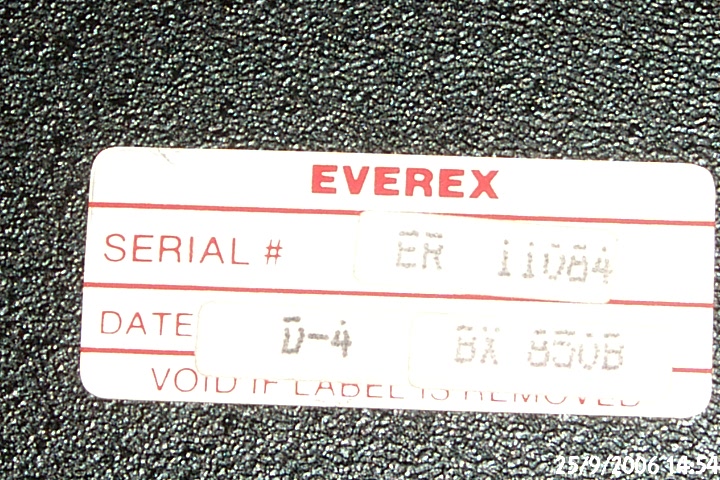 EVEREX
SERIAL # ER 11084
DATE D-4 BX 850B
VOID IF LABEL IS REMOVED
25/9/2006 14:54